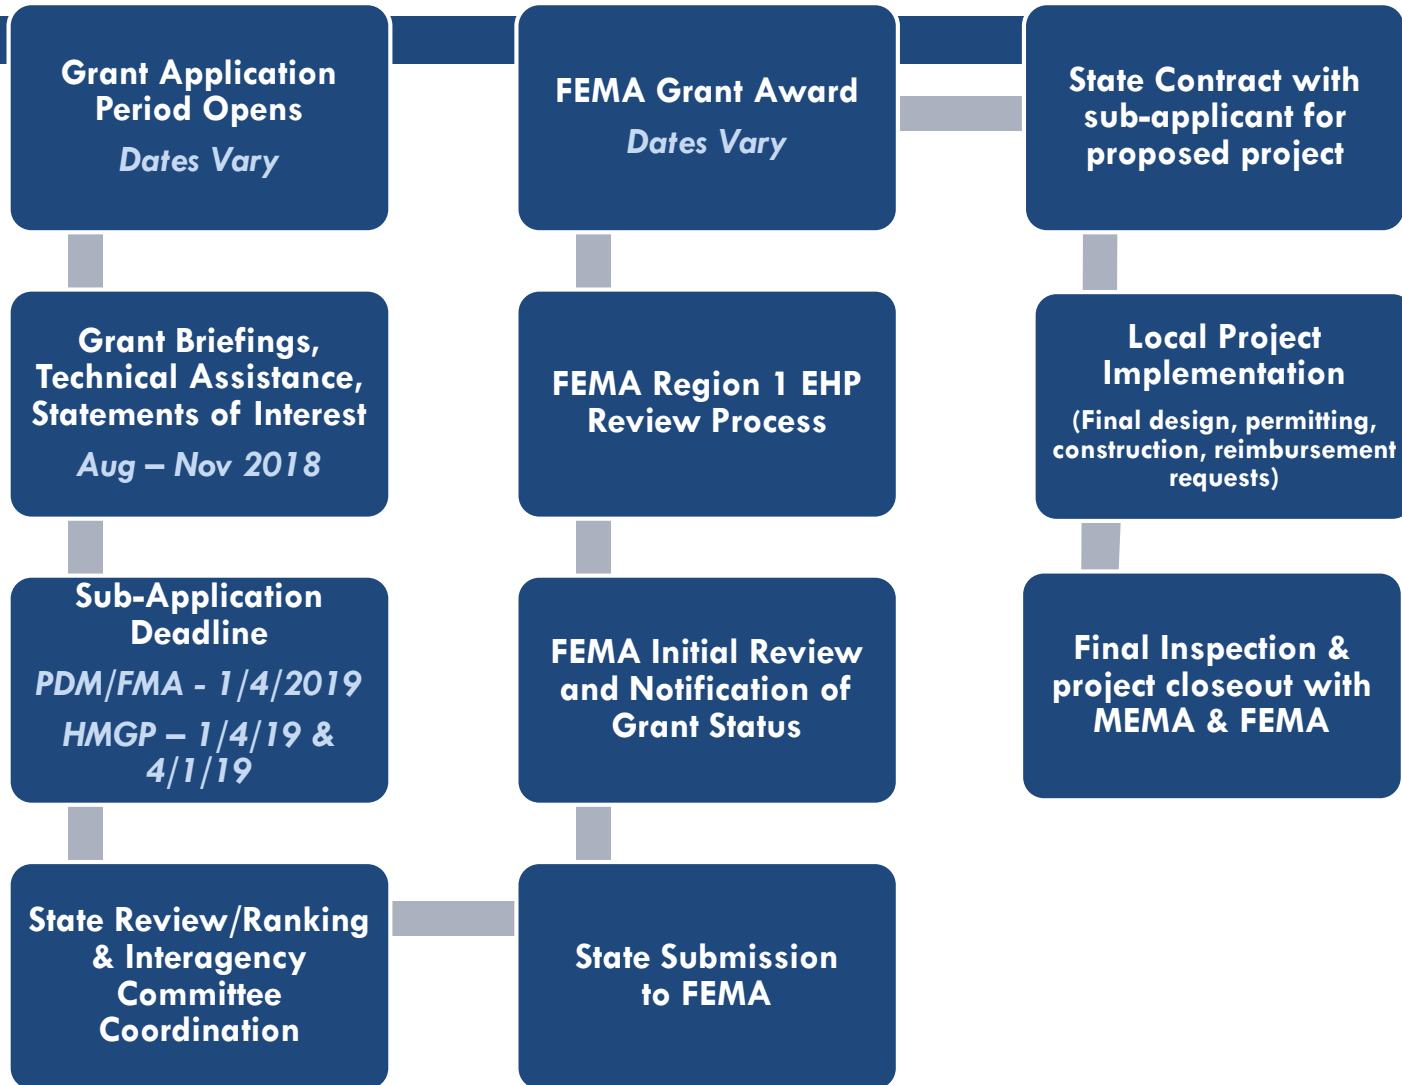 Grant Application
Period Opens
Dates Vary
Grant Briefings,
Technical Assistance,
Statements of Interest
Aug – Nov 2018
Sub-Application
Deadline
PDM/FMA - 1/4/2019
HMGP – 1/4/19 &
4/1/19
State Review/Ranking
& Interagency
Committee
Coordination
State Submission
to FEMA
FEMA Initial Review
and Notification of
Grant Status
FEMA Region 1 EHP
Review Process
FEMA Grant Award
Dates Vary
State Contract with
sub-applicant for
proposed project
Local Project
Implementation
(Final design, permitting,
construction, reimbursement
requests)
Final Inspection &
project closeout with
MEMA & FEMA